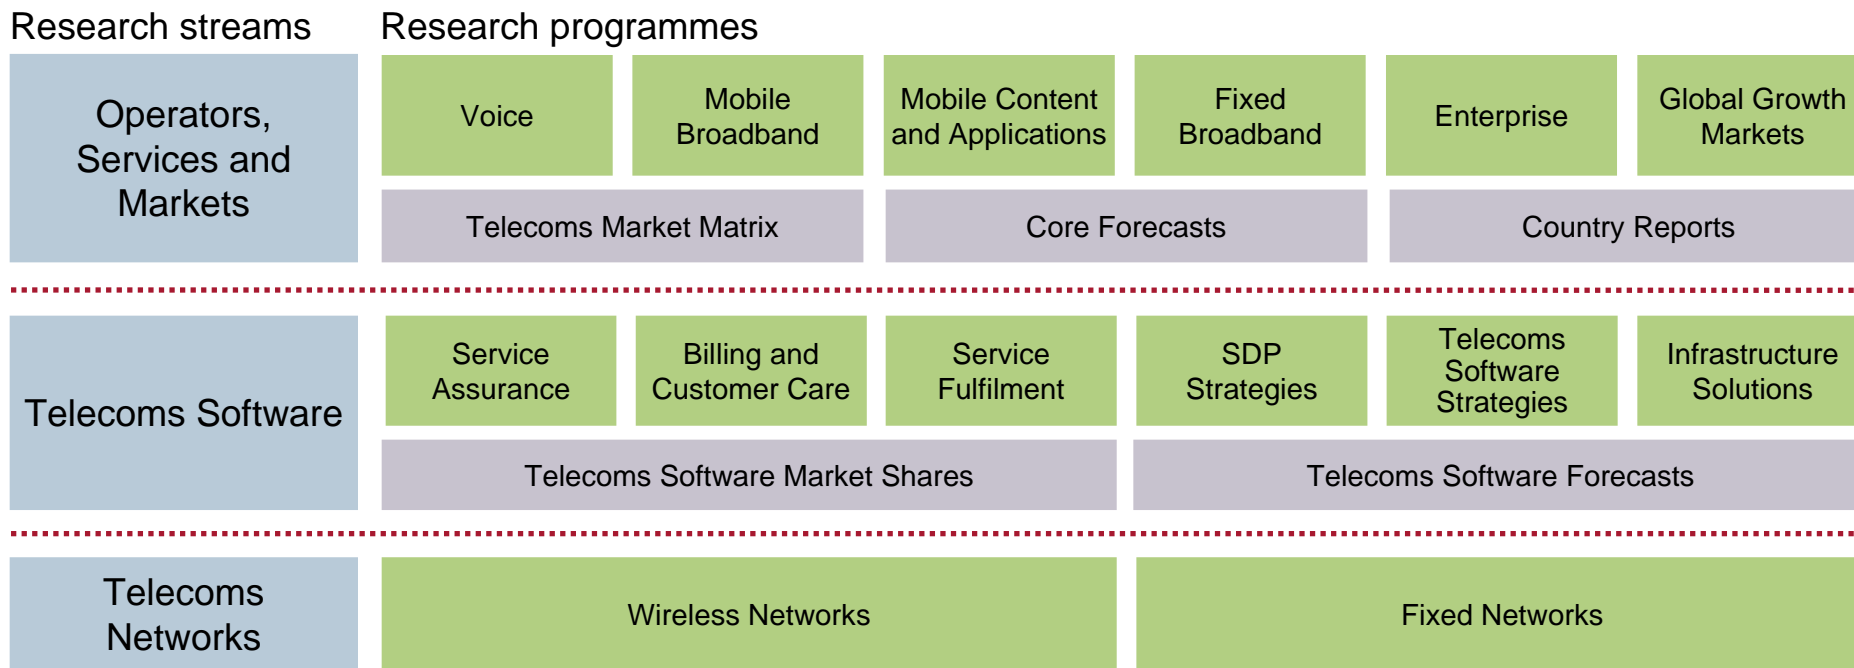 Research streams
Research programmes
Operators,
Services and
Markets
Voice
Mobile
Broadband
Mobile Content
and Applications
Fixed
Broadband
Enterprise
Global Growth
Markets
Telecoms Market Matrix
Core Forecasts
Country Reports
Telecoms Software
Service
Assurance
Billing and
Customer Care
Service
Fulfilment
SDP
Strategies
Telecoms
Software
Strategies
Infrastructure
Solutions
Telecoms Software Market Shares
Telecoms Software Forecasts
Telecoms
Networks
Wireless Networks
Fixed Networks